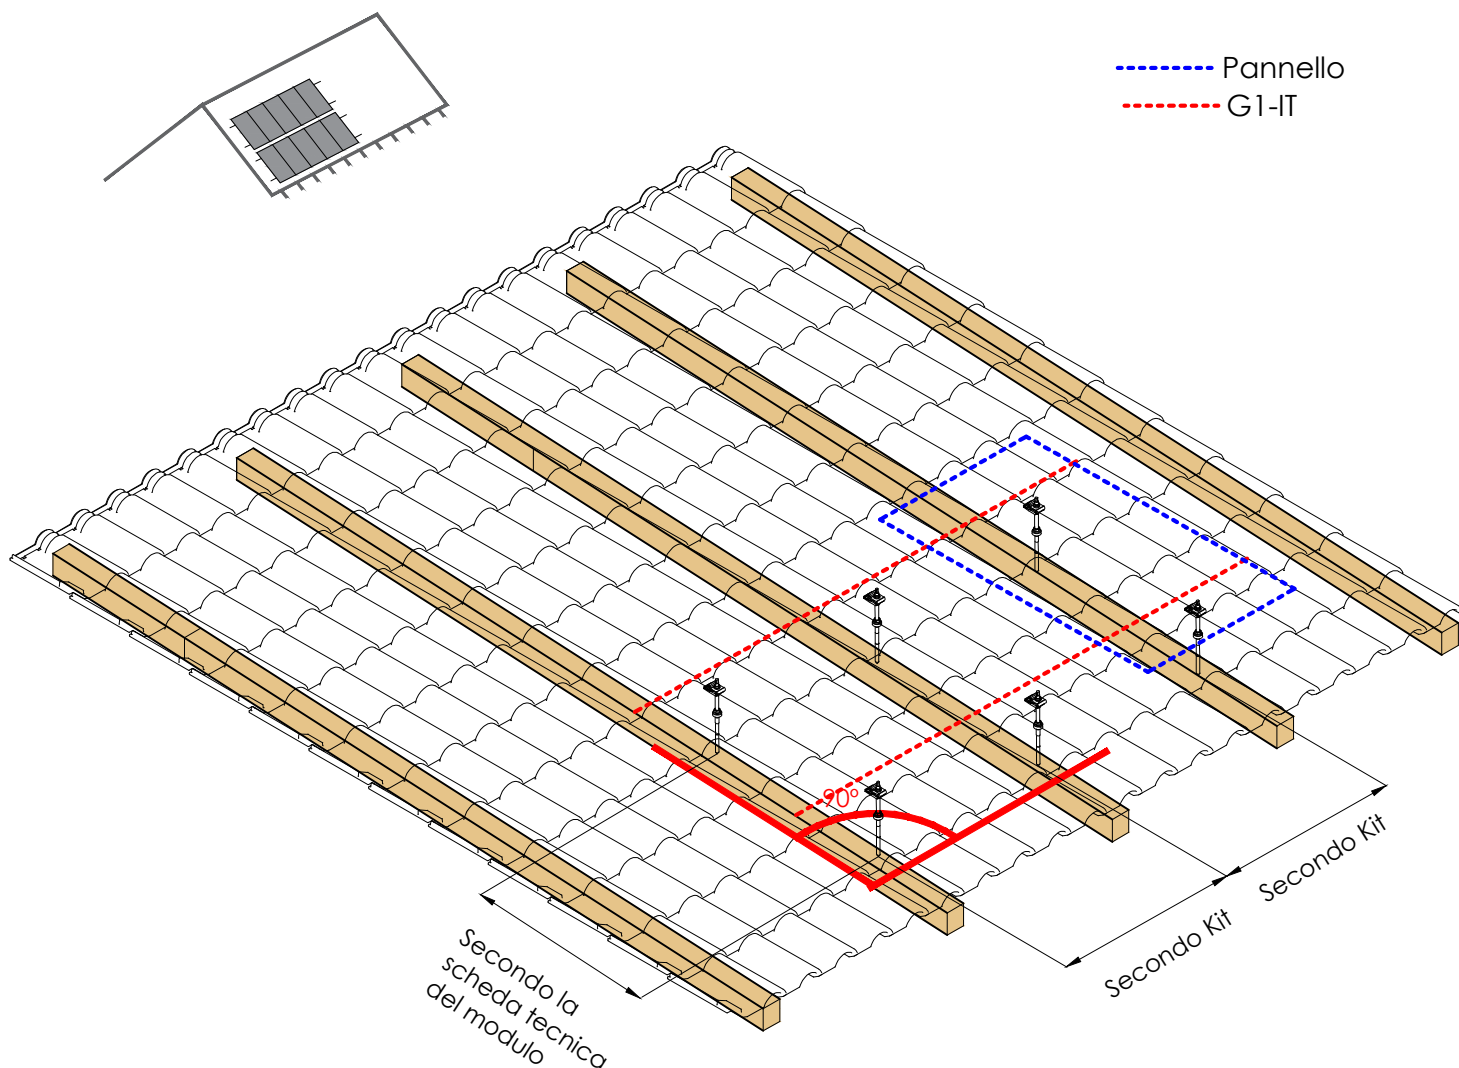 Pannello
G1-IT
90°
Secondo Kit
Secondo Kit
Secondo la
scheda tecnica
del modulo